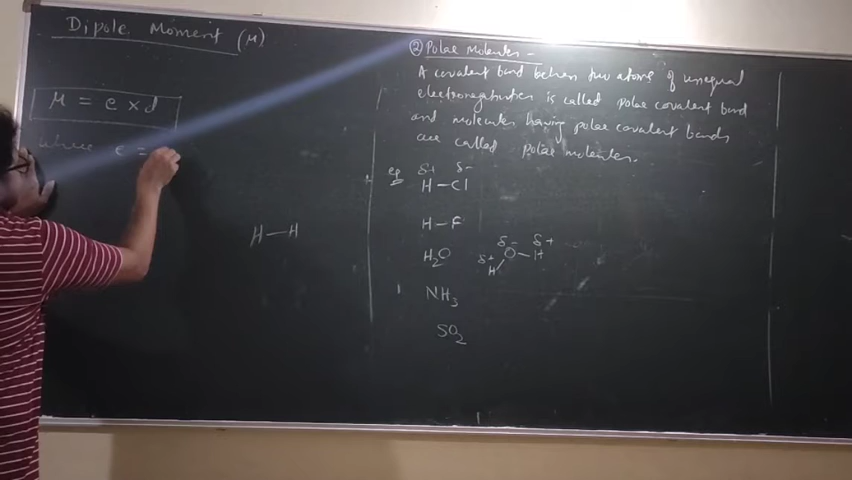 Dipole Moment (μ)
μ = e × d
where e =
H—H
② Polar Molecules -
A covalent bond between two atoms of unequal
electronegativities is called polar covalent bond
and molecules having polar covalent bonds
are called polar molecules.
eg δ+ δ-
H—Cl
H—F
H2O
δ- δ+
δ+ O—H
H
NH3
SO2